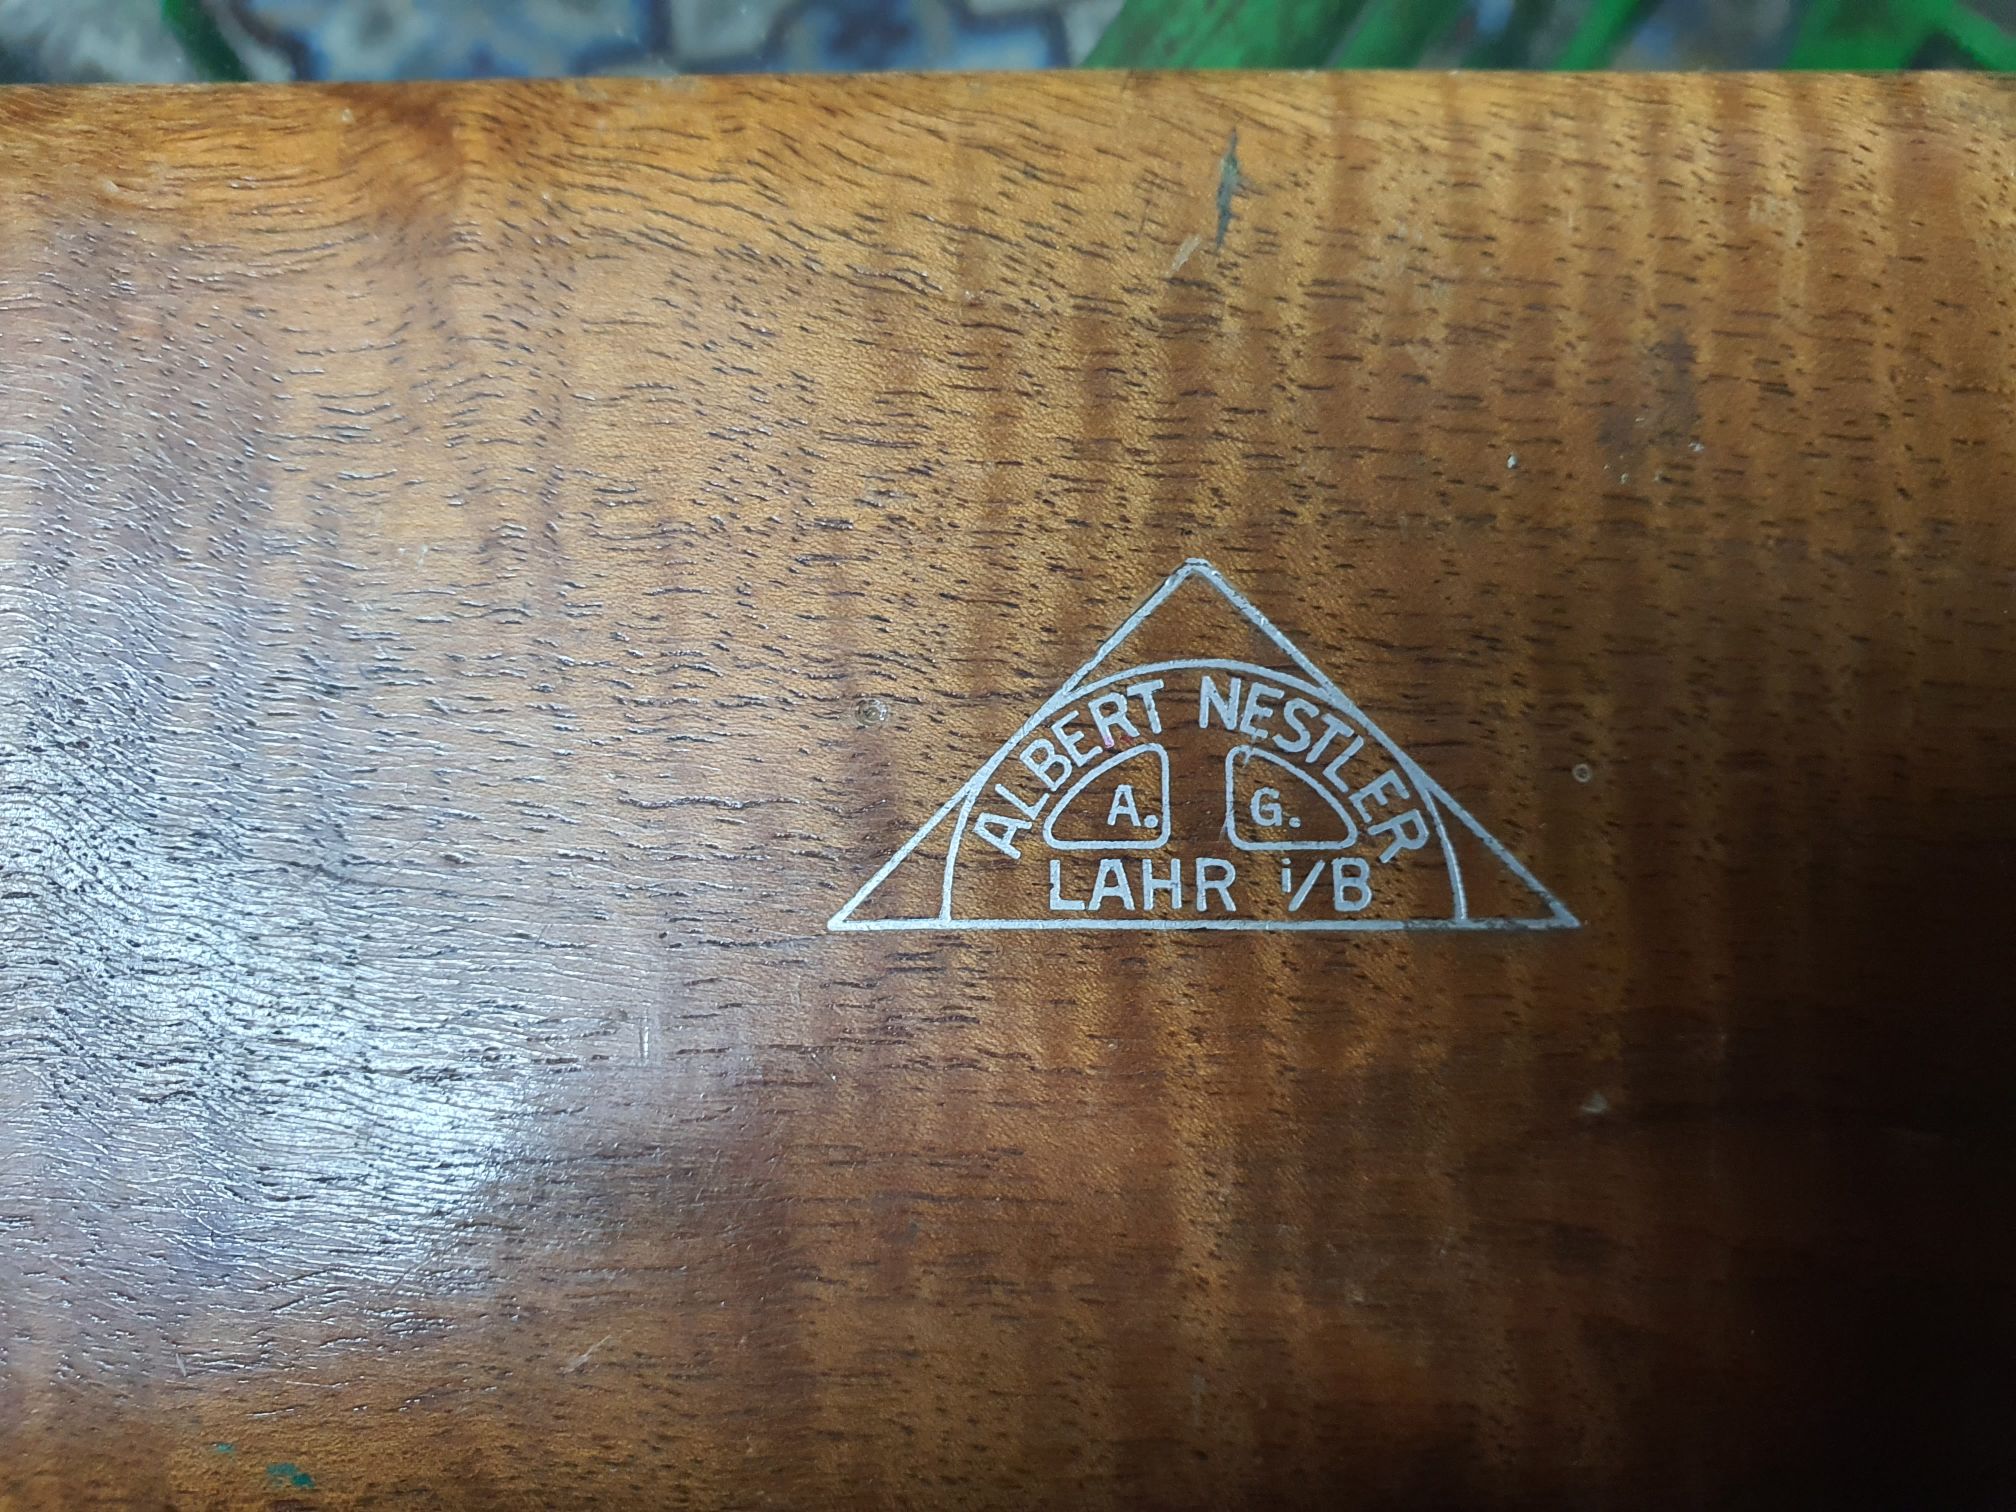 ALBERT NESTLER
A. G.
LAHR i/B